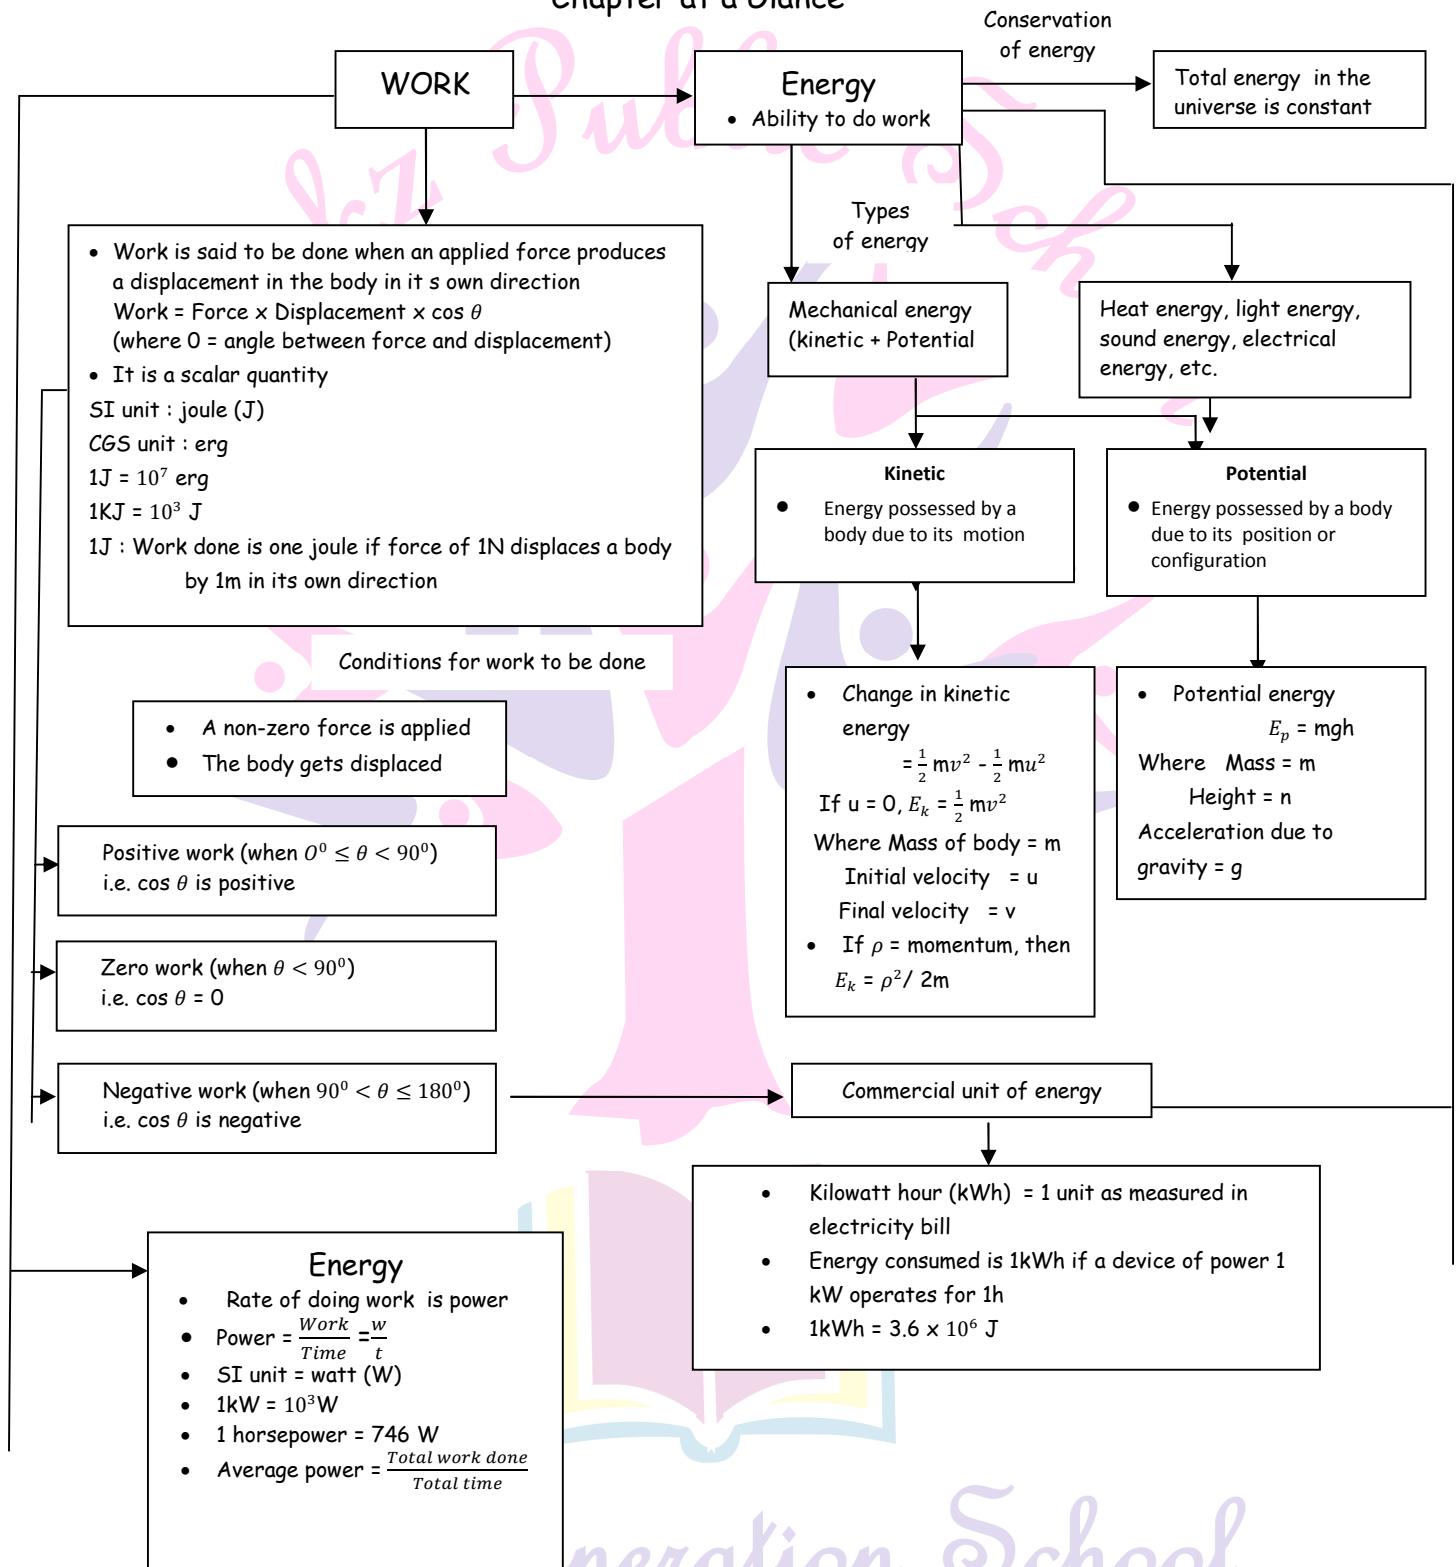 Chapter at a Glance
WORK
Energy
• Ability to do work
Conservation
of energy
Total energy in the
universe is constant
• Work is said to be done when an applied force produces
a displacement in the body in it s own direction
Work = Force x Displacement x cos θ
(where 0 = angle between force and displacement)
• It is a scalar quantity
SI unit : joule (J)
CGS unit : erg
1J = 10⁷ erg
1KJ = 10³ J
1J : Work done is one joule if force of 1N displaces a body
by 1m in its own direction
Types
of energy
Mechanical energy
(kinetic + Potential
Heat energy, light energy,
sound energy, electrical
energy, etc.
Kinetic
• Energy possessed by a
body due to its motion
Potential
• Energy possessed by a body
due to its position or
configuration
Conditions for work to be done
• A non-zero force is applied
• The body gets displaced
Positive work (when O⁰ ≤ θ < 90⁰)
i.e. cos θ is positive
Zero work (when θ < 90⁰)
i.e. cos θ = 0
Negative work (when 90⁰ < θ ≤ 180⁰)
i.e. cos θ is negative
• Change in kinetic
energy
= 1/2 mv² - 1/2 mu²
If u = 0, Eₖ = 1/2 mv²
Where Mass of body = m
Initial velocity = u
Final velocity = v
• If ρ = momentum, then
Eₖ = ρ²/ 2m
• Potential energy
Eₚ = mgh
Where Mass = m
Height = n
Acceleration due to
gravity = g
Commercial unit of energy
• Kilowatt hour (kWh) = 1 unit as measured in
electricity bill
• Energy consumed is 1kWh if a device of power 1
kW operates for 1h
• 1kWh = 3.6 x 10⁶ J
Energy
• Rate of doing work is power
• Power = Work/Time = w/t
• SI unit = watt (W)
• 1kW = 10³W
• 1 horsepower = 746 W
• Average power = Total work done/Total time
Public School
School